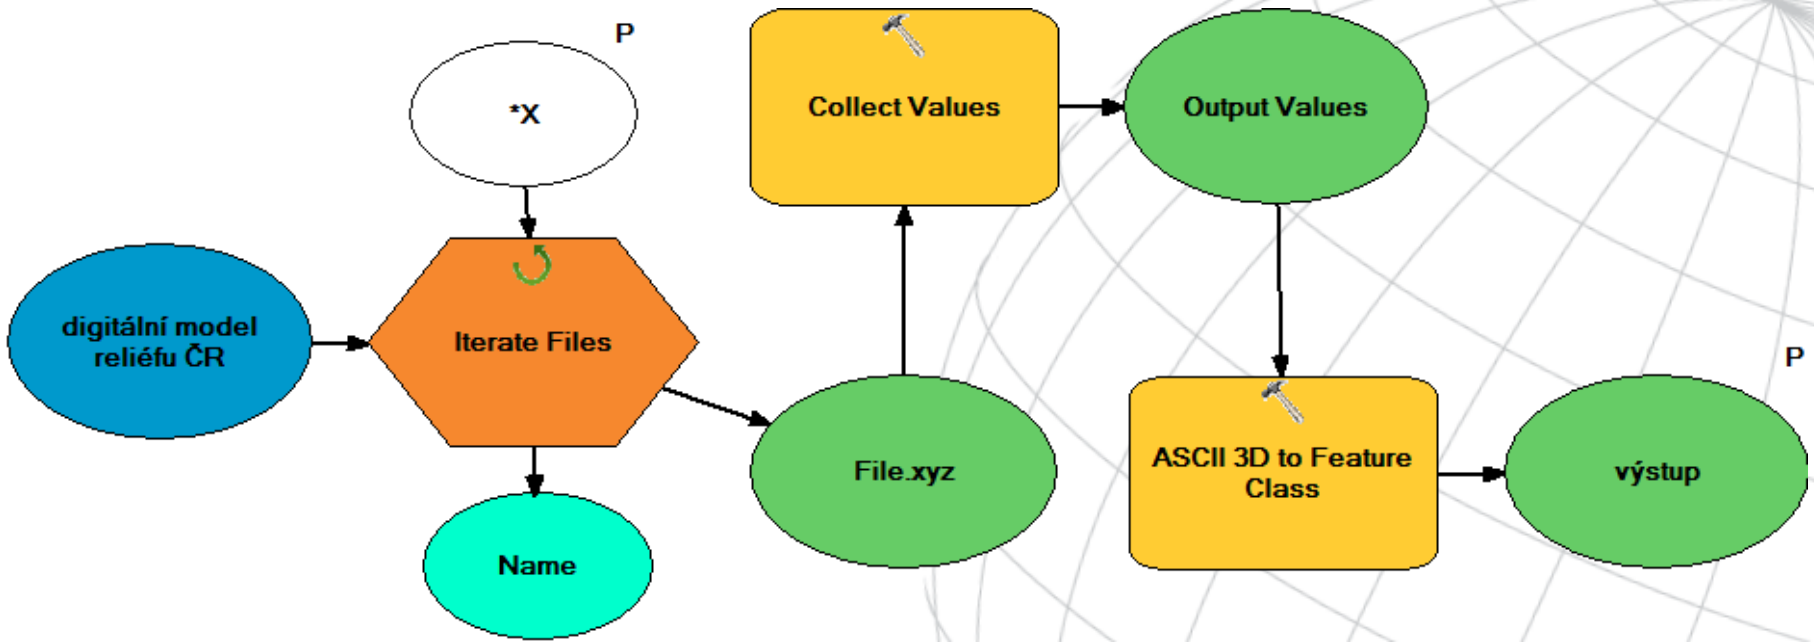 P
*X
digitální model
reliéfu ČR
Iterate Files
Name
File.xyz
Collect Values
Output Values
ASCII 3D to Feature
Class
P
výstup